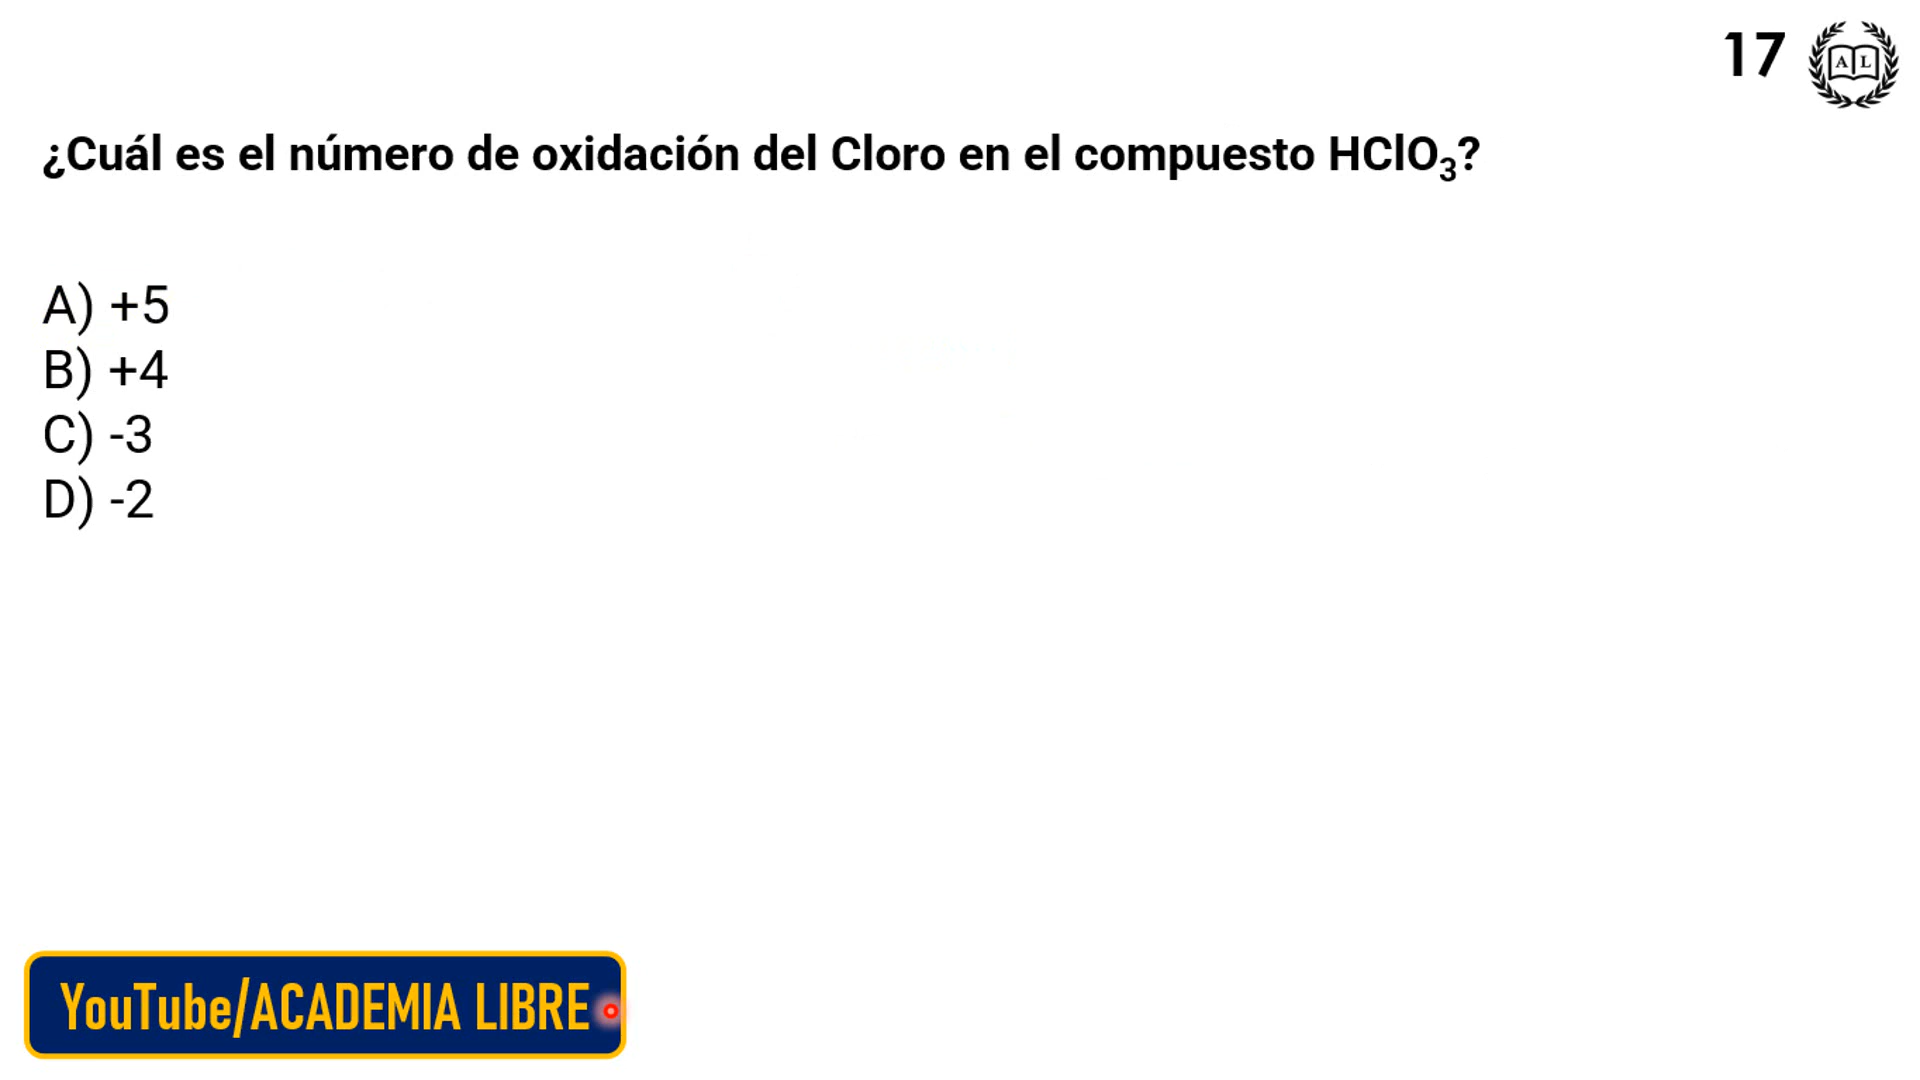 17
A L
¿Cuál es el número de oxidación del Cloro en el compuesto HClO₃?
A) +5
B) +4
C) -3
D) -2
YouTube/ACADEMIA LIBRE